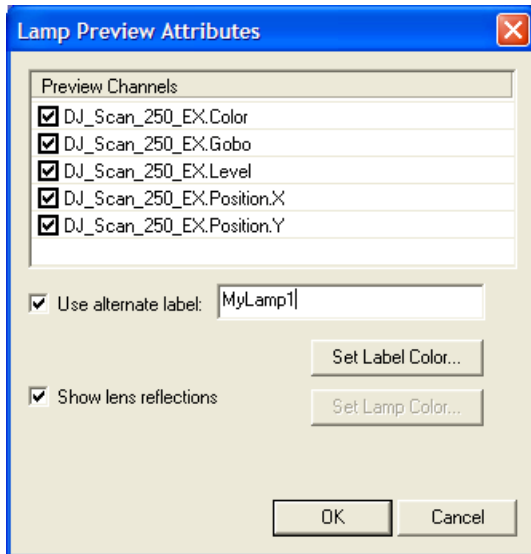 Lamp Preview Attributes
Preview Channels
DJ_Scan_250_EX.Color
DJ_Scan_250_EX.Gobo
DJ_Scan_250_EX.Level
DJ_Scan_250_EX.Position.X
DJ_Scan_250_EX.Position.Y
Use alternate label: MyLamp1
Set Label Color...
Show lens reflections
Set Lamp Color...
OK Cancel